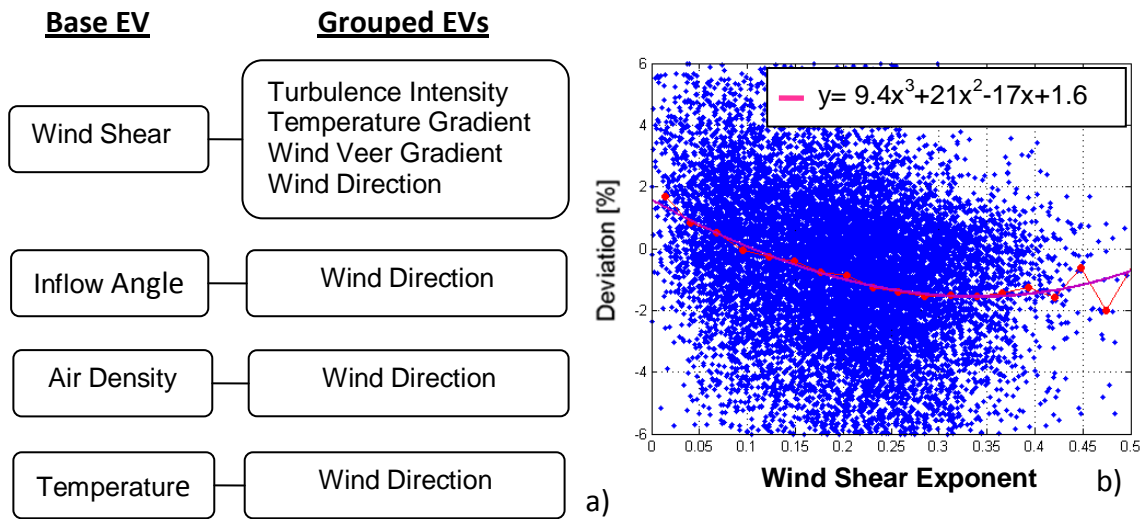 Base EV
Grouped EVs
Wind Shear
Turbulence Intensity
Temperature Gradient
Wind Veer Gradient
Wind Direction
Inflow Angle
Wind Direction
Air Density
Wind Direction
Temperature
Wind Direction
a)
y= 9.4x³+21x²-17x+1.6
Deviation [%]
6
4
2
0
-2
-4
-6
0 0.05 0.1 0.15 0.2 0.25 0.3 0.35 0.4 0.45 0.5
Wind Shear Exponent
b)